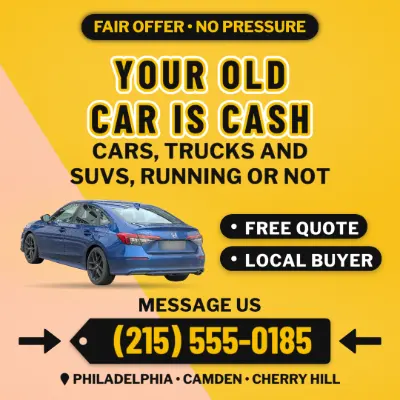 FAIR OFFER • NO PRESSURE
YOUR OLD
CAR IS CASH
CARS, TRUCKS AND
SUVS, RUNNING OR NOT
• FREE QUOTE
• LOCAL BUYER
MESSAGE US
(215) 555-0185
PHILADELPHIA • CAMDEN • CHERRY HILL